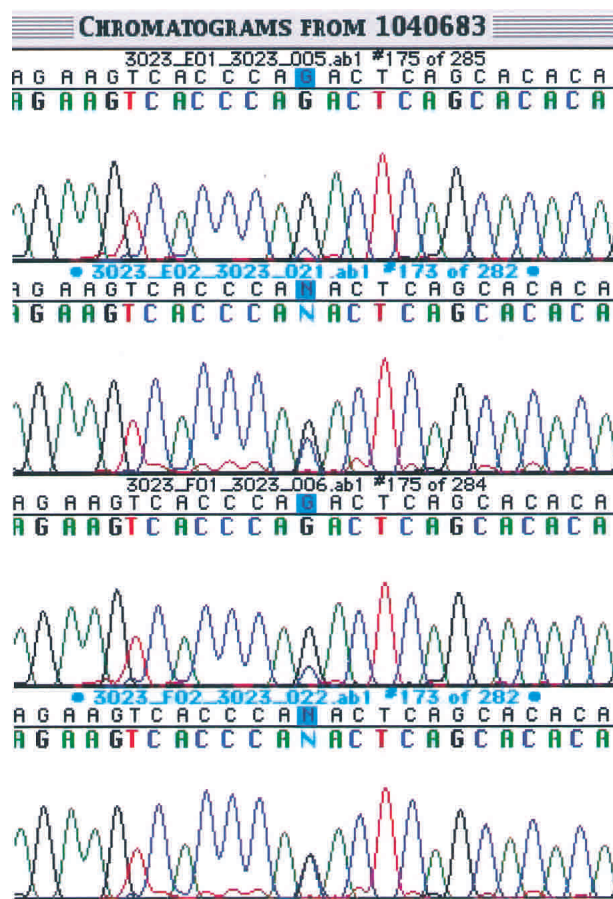 CHROMATOGRAMS FROM 1040683
3023_E01_3023_005.ab1 #175 of 285
A G A A G T C A C C C A G A C T C A G C A C A C A
A G A A G T C A C C C A G A C T C A G C A C A C A
3023_E02_3023_021.ab1 #173 of 282
A G A A G T C A C C C A N A C T C A G C A C A C A
A G A A G T C A C C C A N A C T C A G C A C A C A
3023_F01_3023_006.ab1 #175 of 284
A G A A G T C A C C C A G A C T C A G C A C A C A
A G A A G T C A C C C A G A C T C A G C A C A C A
3023_F02_3023_022.ab1 #173 of 282
A G A A G T C A C C C A N A C T C A G C A C A C A
A G A A G T C A C C C A N A C T C A G C A C A C A